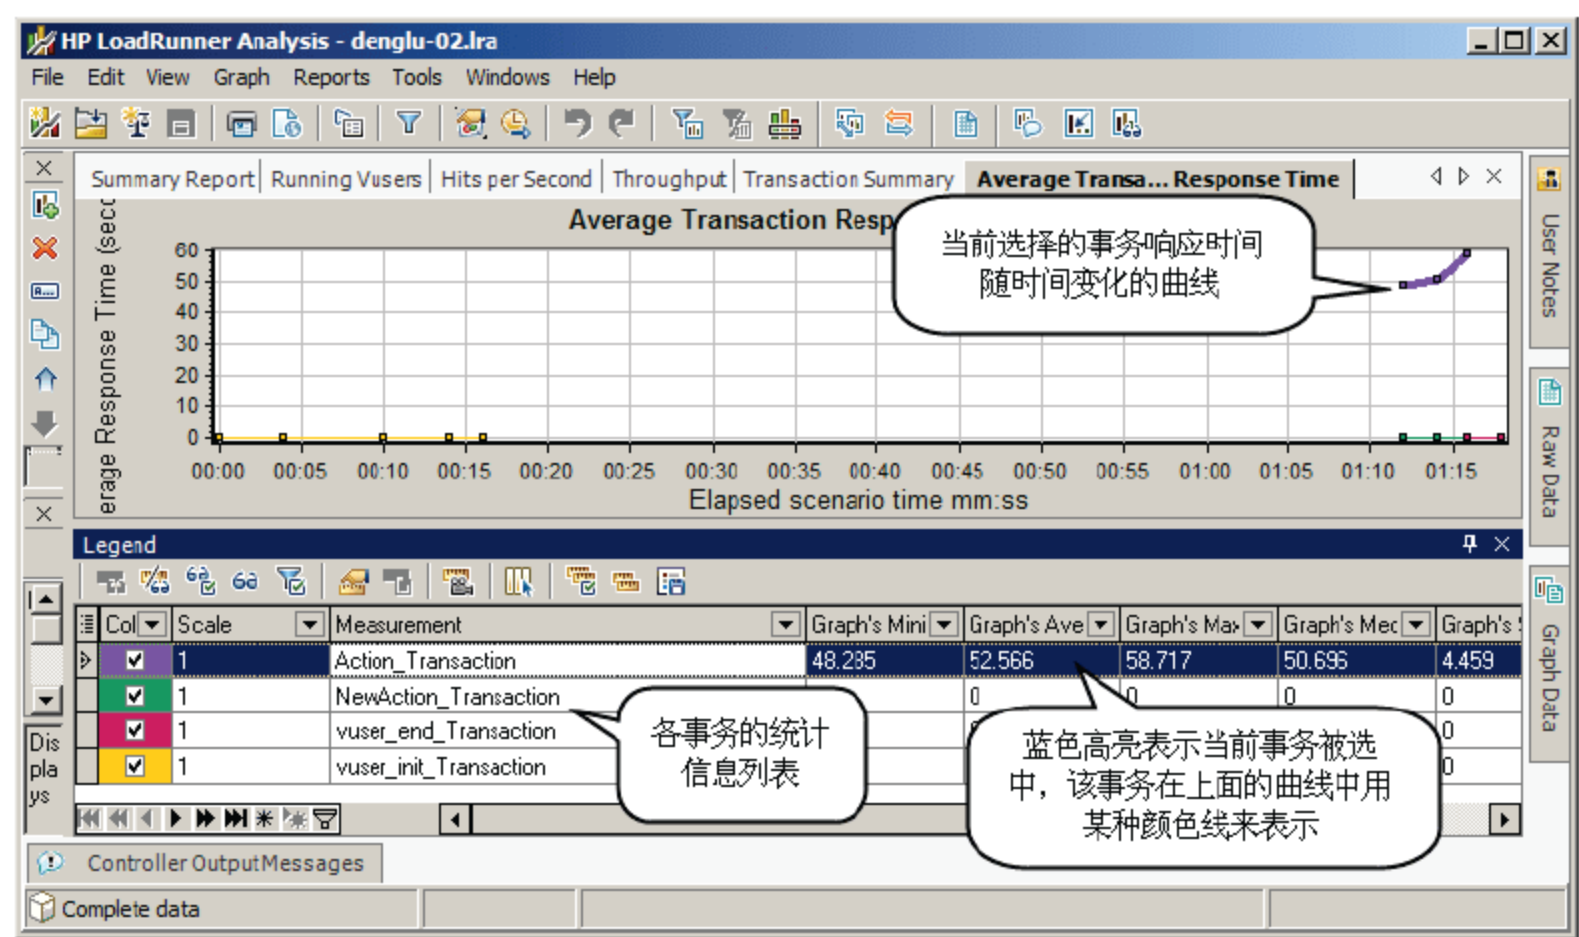 HP LoadRunner Analysis - denglu-02.lra
File Edit View Graph Reports Tools Windows Help
Summary Report Running Vusers Hits per Second Throughput Transaction Summary Average Transa... Response Time
Average Transaction Resp
当前选择的事务响应时间
随时间变化的曲线
erage Response Time (secc
60
50
40
30
20
10
0
00:00 00:05 00:10 00:15 00:20 00:25 00:30 00:35 00:40 00:45 00:50 00:55 01:00 01:05 01:10 01:15
Elapsed scenario time mm:ss
User Notes
Raw Data
Graph Data
Legend
Col Scale Measurement Graph's Mini Graph's Ave Graph's Max Graph's Med Graph's
1 Action_Transaction 48.285 52.566 58.717 50.696 4.459
1 NewAction_Transaction 0 0 0 0
1 vuser_end_Transaction 0
1 vuser_init_Transaction 0
各事务的统计
信息列表
蓝色高亮表示当前事务被选
中，该事务在上面的曲线中用
某种颜色线来表示
Dis
pla
ys
Controller Output Messages
Complete data